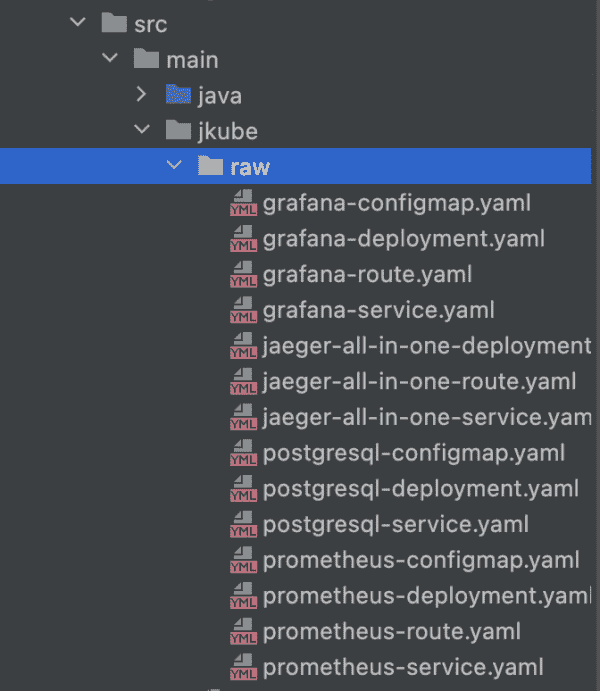 src
main
java
jkube
raw
YML grafana-configmap.yaml
YML grafana-deployment.yaml
YML grafana-route.yaml
YML grafana-service.yaml
YML jaeger-all-in-one-deployment
YML jaeger-all-in-one-route.yaml
YML jaeger-all-in-one-service.yam
YML postgresql-configmap.yaml
YML postgresql-deployment.yaml
YML postgresql-service.yaml
YML prometheus-configmap.yaml
YML prometheus-deployment.yaml
YML prometheus-route.yaml
YML prometheus-service.yaml